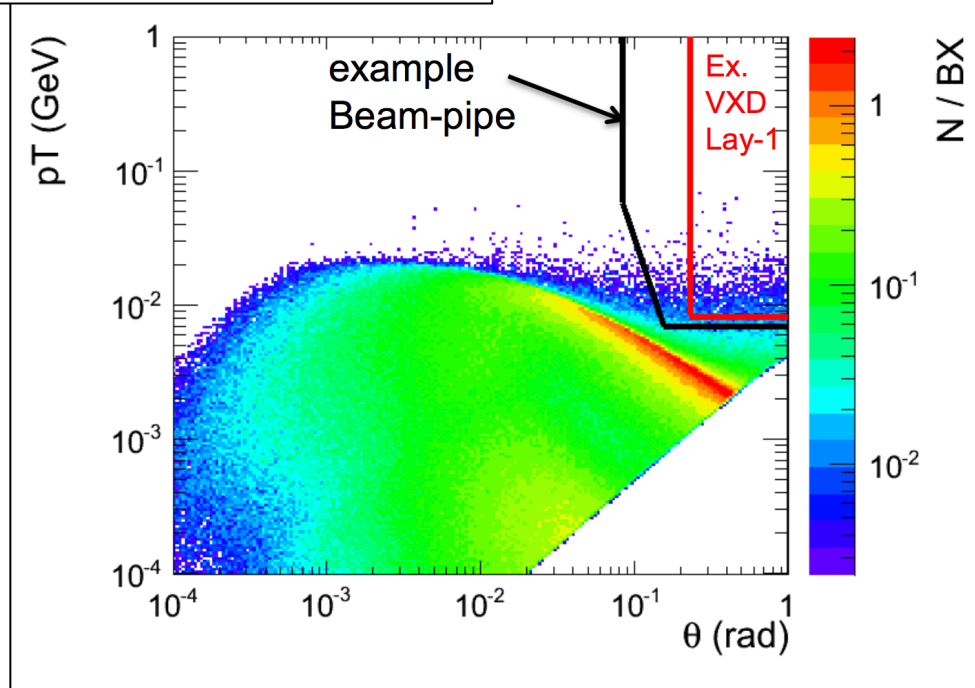 pT (GeV)
1
10-1
10-2
10-3
10-4
example
Beam-pipe
Ex.
VXD
Lay-1
10-4
10-3
10-2
10-1
1
θ (rad)
N / BX
1
10-1
10-2